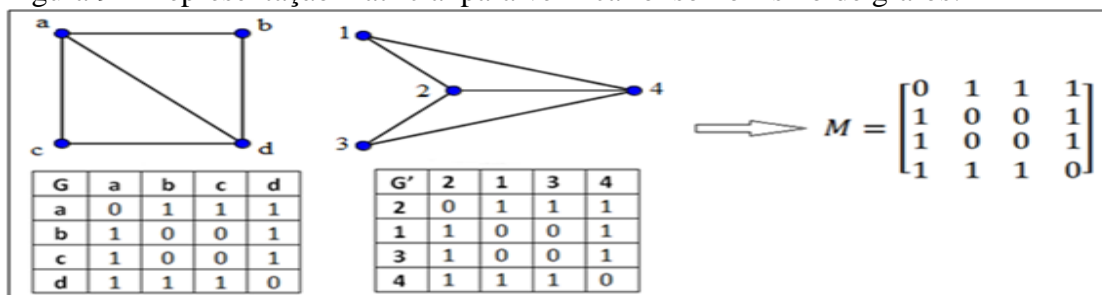 a b
c d
1
2 4
3
G a b c d
a 0 1 1 1
b 1 0 0 1
c 1 0 0 1
d 1 1 1 0
G’ 2 1 3 4
2 0 1 1 1
1 1 0 0 1
3 1 0 0 1
4 1 1 1 0
M =
0 1 1 1
1 0 0 1
1 0 0 1
1 1 1 0